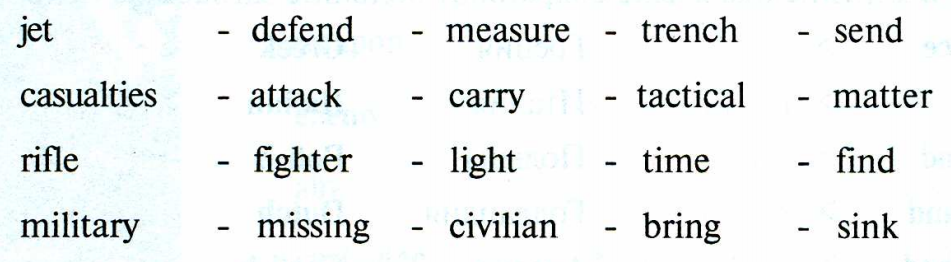 jet - defend - measure - trench - send
casualties - attack - carry - tactical - matter
rifle - fighter - light - time - find
military - missing - civilian - bring - sink